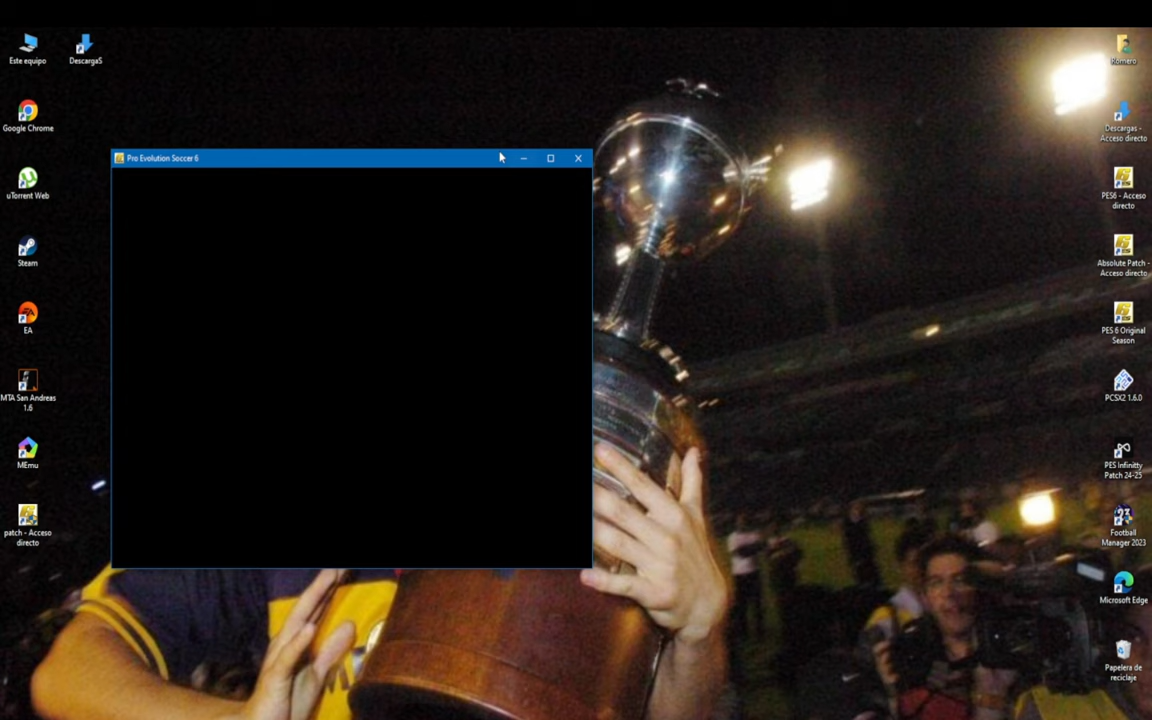 Este equipo
DescargaS
Google Chrome
uTorrent Web
Steam
EA
MTA San Andreas
1.6
MEmu
patch - Acceso
directo
Pro Evolution Soccer 6
Romero
Descargas -
Acceso directo
PES6 - Acceso
directo
Absolute Patch -
Acceso directo
PES 6 Original
Season
PCSX2 1.6.0
PES Infinitty
Patch 24-25
Football
Manager 2023
Microsoft Edge
Papelera de
reciclaje